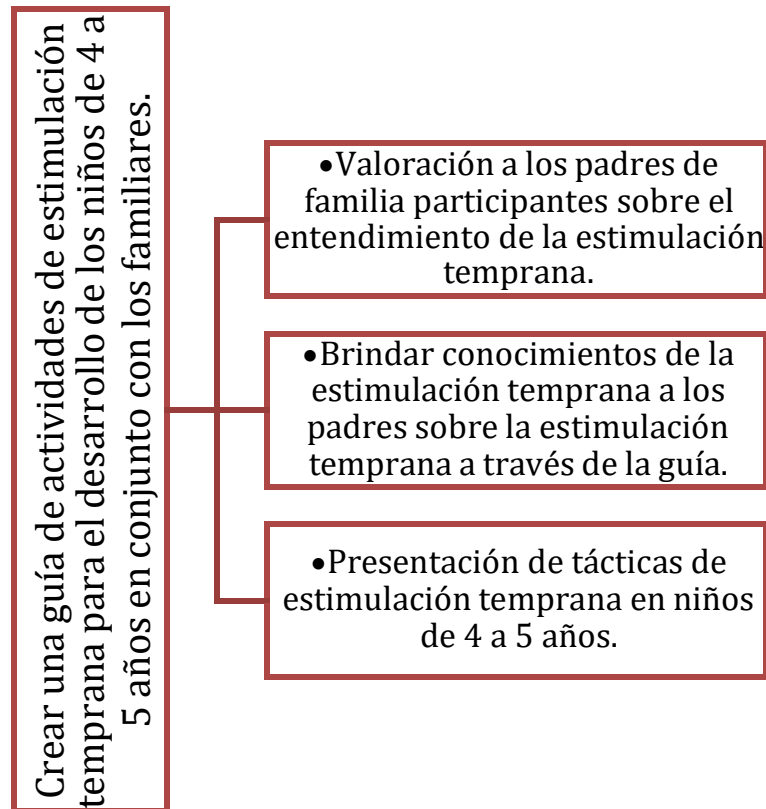 Crear una guía de actividades de estimulación
temprana para el desarrollo de los niños de 4 a
5 años en conjunto con los familiares.
•Valoración a los padres de
familia participantes sobre el
entendimiento de la estimulación
temprana.
•Brindar conocimientos de la
estimulación temprana a los
padres sobre la estimulación
temprana a través de la guía.
•Presentación de tácticas de
estimulación temprana en niños
de 4 a 5 años.